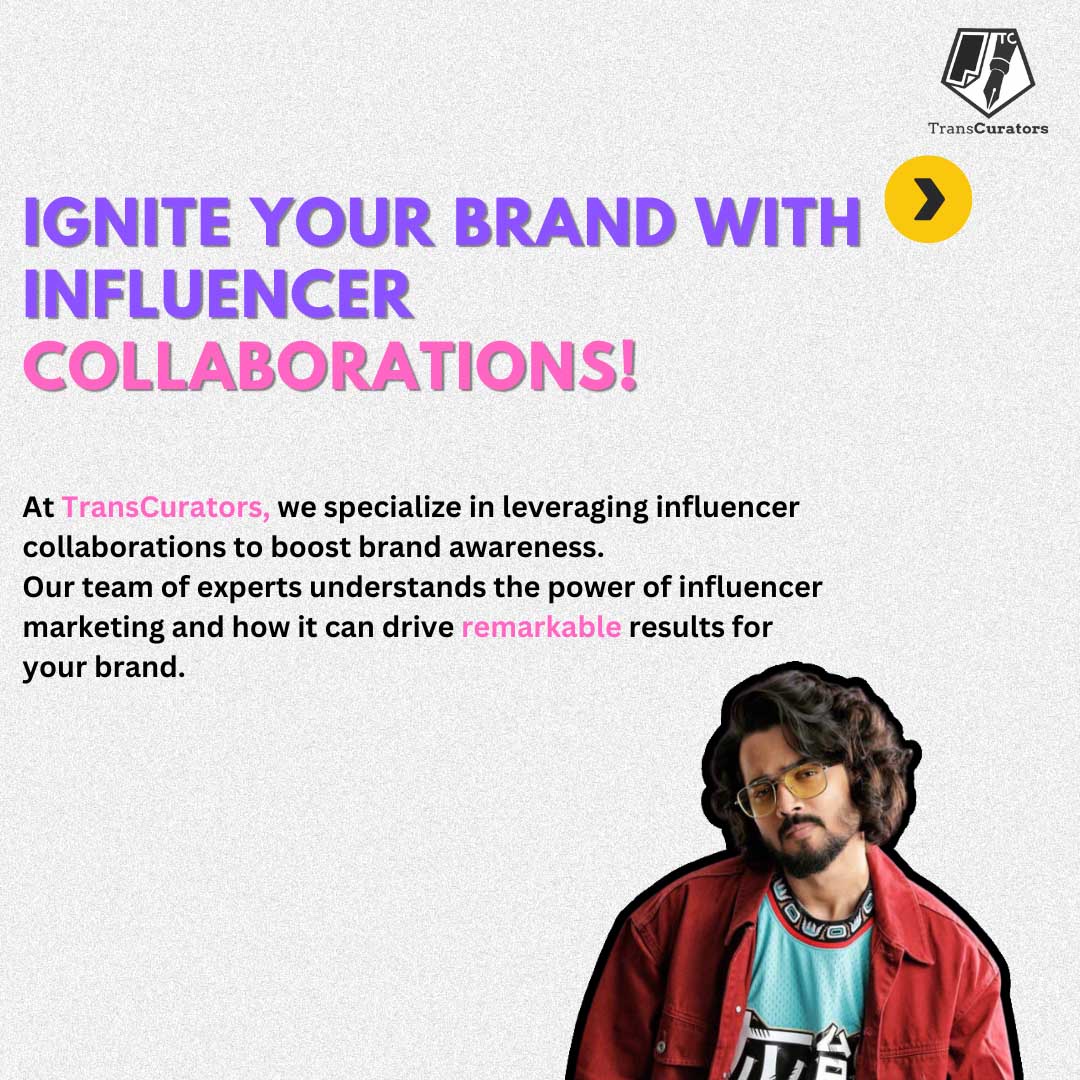 TC
TransCurators
IGNITE YOUR BRAND WITH
INFLUENCER
COLLABORATIONS!
At TransCurators, we specialize in leveraging influencer
collaborations to boost brand awareness.
Our team of experts understands the power of influencer
marketing and how it can drive remarkable results for
your brand.